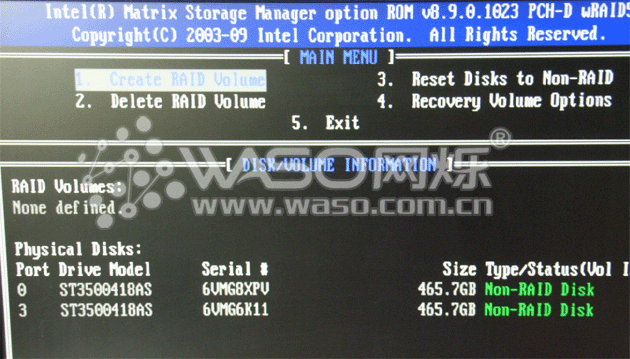 Intel(R) Matrix Storage Manager option ROM v8.9.0.1023 PCH-D wRAID5
Copyright(C) 2003-09 Intel Corporation. All Rights Reserved.
[ MAIN MENU ]
1. Create RAID Volume 3. Reset Disks to Non-RAID
2. Delete RAID Volume 4. Recovery Volume Options
5. Exit
[ DISK/VOLUME INFORMATION ]
RAID Volumes:
None defined.
WASO网烁®
www.waso.com.cn
Physical Disks:
Port Drive Model Serial # Size Type/Status(Vol I
0 ST3500418AS 6VMG8XPV 465.7GB Non-RAID Disk
3 ST3500418AS 6VMG6K11 465.7GB Non-RAID Disk